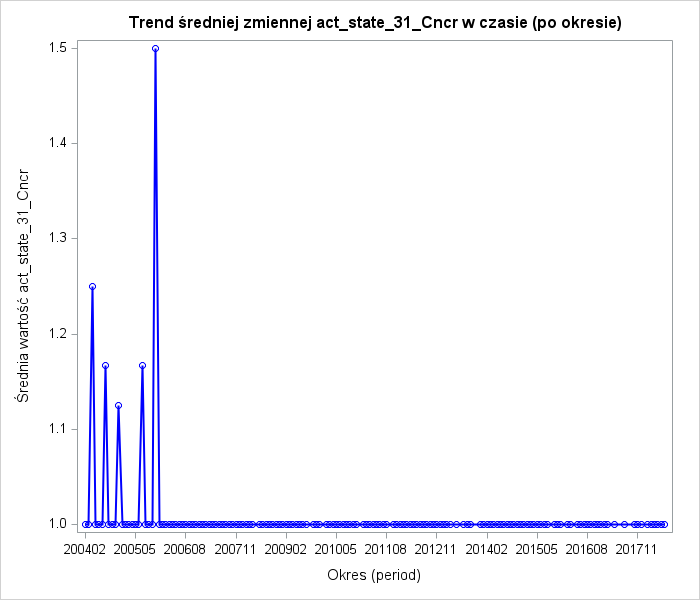 Trend średniej zmiennej act_state_31_Cncr w czasie (po okresie)
1.5
1.4
1.3
1.2
1.1
1.0
Średnia wartość act_state_31_Cncr
200402 200505 200608 200711 200902 201005 201108 201211 201402 201505 201608 201711
Okres (period)